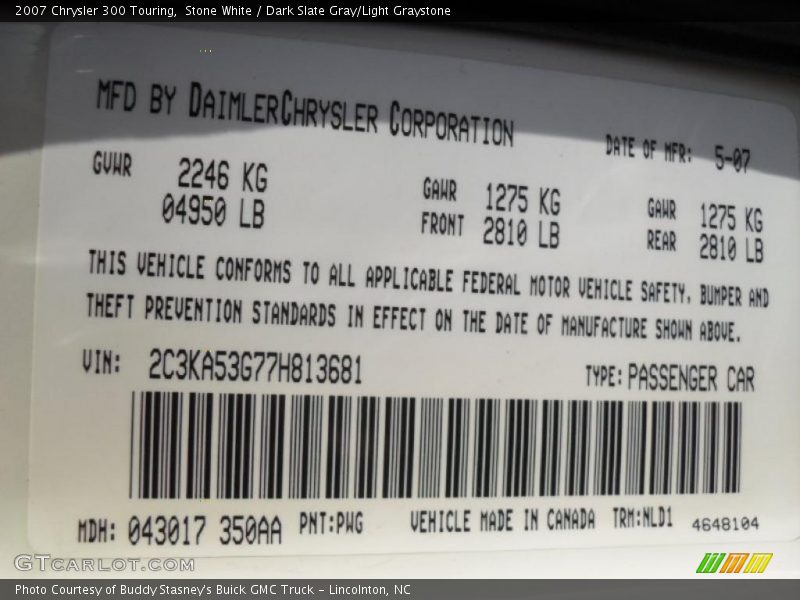 2007 Chrysler 300 Touring, Stone White / Dark Slate Gray/Light Graystone
MFD BY DAIMLERCHRYSLER CORPORATION
DATE OF MFR: 5-07
GVWR 2246 KG
04950 LB
GAWR 1275 KG
FRONT 2810 LB
GAWR 1275 KG
REAR 2810 LB
THIS VEHICLE CONFORMS TO ALL APPLICABLE FEDERAL MOTOR VEHICLE SAFETY, BUMPER AND
THEFT PREVENTION STANDARDS IN EFFECT ON THE DATE OF MANUFACTURE SHOWN ABOVE.
VIN: 2C3KA53G77H813681
TYPE: PASSENGER CAR
MDH: 043017 350AA PNT:PWG VEHICLE MADE IN CANADA TRM:NLD1 4648104
GTCARLOT.COM
Photo Courtesy of Buddy Stasney's Buick GMC Truck - Lincolnton, NC